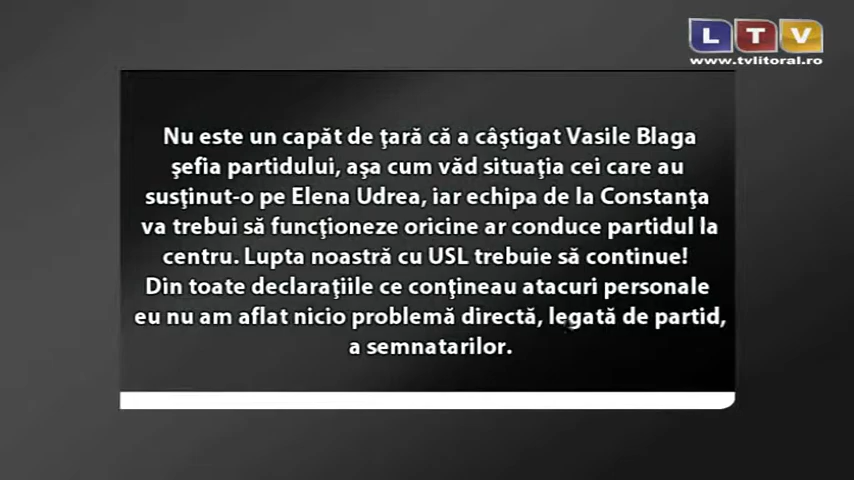 LTV
www.tvlitoral.ro
Nu este un capăt de ţară că a câştigat Vasile Blaga
şefia partidului, aşa cum văd situaţia cei care au
susţinut-o pe Elena Udrea, iar echipa de la Constanţa
va trebui să funcţioneze oricine ar conduce partidul la
centru. Lupta noastră cu USL trebuie să continue!
Din toate declaraţiile ce conţineau atacuri personale
eu nu am aflat nicio problemă directă, legată de partid,
a semnatarilor.